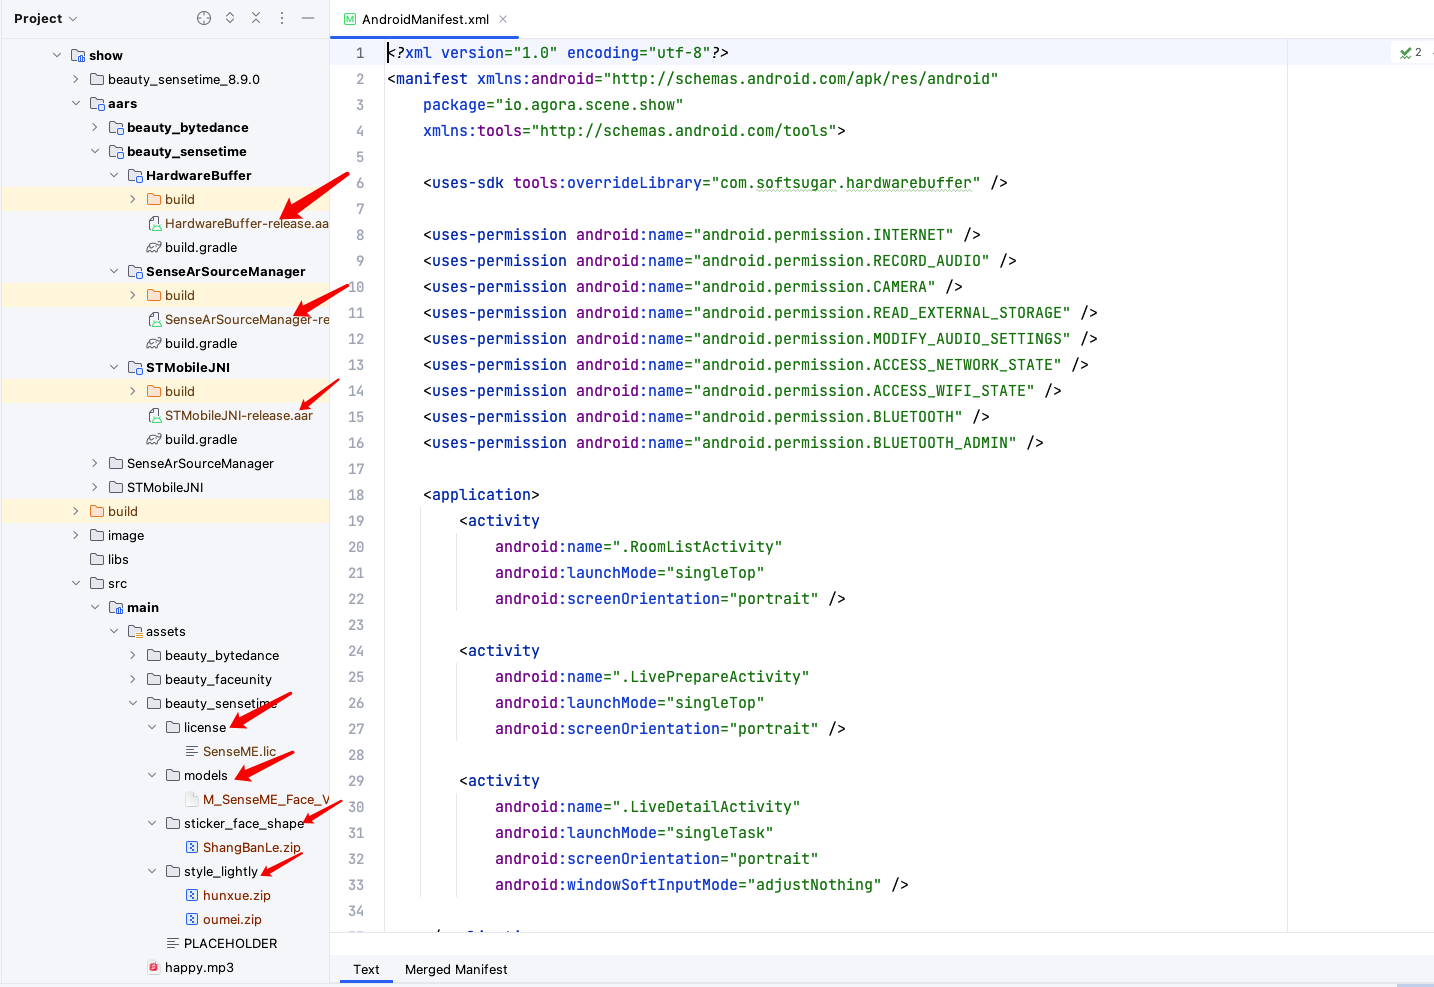 Project
show
beauty_sensetime_8.9.0
aars
beauty_bytedance
beauty_sensetime
HardwareBuffer
build
HardwareBuffer-release.aa
build.gradle
SenseArSourceManager
build
SenseArSourceManager-re
build.gradle
STMobileJNI
build
STMobileJNI-release.aar
build.gradle
SenseArSourceManager
STMobileJNI
build
image
libs
src
main
assets
beauty_bytedance
beauty_faceunity
beauty_sensetime
license
SenseME.lic
models
M_SenseME_Face_V
sticker_face_shape
ShangBanLe.zip
style_lightly
hunxue.zip
oumei.zip
PLACEHOLDER
happy.mp3
AndroidManifest.xml
2
1 <?xml version="1.0" encoding="utf-8"?>
2 <manifest xmlns:android="http://schemas.android.com/apk/res/android"
3 package="io.agora.scene.show"
4 xmlns:tools="http://schemas.android.com/tools">
5
6 <uses-sdk tools:overrideLibrary="com.softsugar.hardwarebuffer" />
7
8 <uses-permission android:name="android.permission.INTERNET" />
9 <uses-permission android:name="android.permission.RECORD_AUDIO" />
10 <uses-permission android:name="android.permission.CAMERA" />
11 <uses-permission android:name="android.permission.READ_EXTERNAL_STORAGE" />
12 <uses-permission android:name="android.permission.MODIFY_AUDIO_SETTINGS" />
13 <uses-permission android:name="android.permission.ACCESS_NETWORK_STATE" />
14 <uses-permission android:name="android.permission.ACCESS_WIFI_STATE" />
15 <uses-permission android:name="android.permission.BLUETOOTH" />
16 <uses-permission android:name="android.permission.BLUETOOTH_ADMIN" />
17
18 <application>
19 <activity
20 android:name=".RoomListActivity"
21 android:launchMode="singleTop"
22 android:screenOrientation="portrait" />
23
24 <activity
25 android:name=".LivePrepareActivity"
26 android:launchMode="singleTop"
27 android:screenOrientation="portrait" />
28
29 <activity
30 android:name=".LiveDetailActivity"
31 android:launchMode="singleTask"
32 android:screenOrientation="portrait"
33 android:windowSoftInputMode="adjustNothing" />
34
Text
Merged Manifest